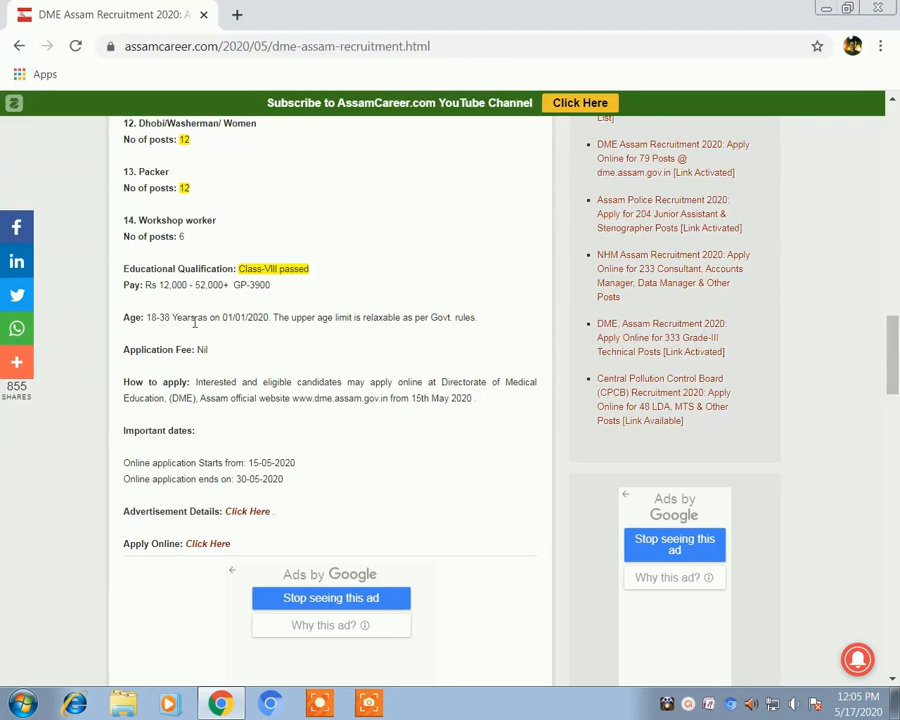 DME Assam Recruitment 2020: A
assamcareer.com/2020/05/dme-assam-recruitment.html
Apps
Subscribe to AssamCareer.com YouTube Channel
Click Here
12. Dhobi/Washerman/ Women
No of posts: 12
13. Packer
No of posts: 12
14. Workshop worker
No of posts: 6
Educational Qualification: Class-VIII passed
Pay: Rs 12,000 - 52,000+ GP-3900
Age: 18-38 Years as on 01/01/2020. The upper age limit is relaxable as per Govt. rules.
Application Fee: Nil
How to apply: Interested and eligible candidates may apply online at Directorate of Medical
Education, (DME), Assam official website www.dme.assam.gov.in from 15th May 2020 .
Important dates:
Online application Starts from: 15-05-2020
Online application ends on: 30-05-2020
Advertisement Details: Click Here .
Apply Online: Click Here
Ads by Google
Stop seeing this ad
Why this ad?
855
SHARES
List]
DME Assam Recruitment 2020: Apply
Online for 79 Posts @
dme.assam.gov.in [Link Activated]
Assam Police Recruitment 2020:
Apply for 204 Junior Assistant &
Stenographer Posts [Link Activated]
NHM Assam Recruitment 2020: Apply
Online for 233 Consultant, Accounts
Manager, Data Manager & Other
Posts
DME, Assam Recruitment 2020:
Apply Online for 333 Grade-III
Technical Posts [Link Activated]
Central Pollution Control Board
(CPCB) Recruitment 2020: Apply
Online for 48 LDA, MTS & Other
Posts [Link Available]
Ads by
Google
Stop seeing this
ad
Why this ad?
12:05 PM
5/17/2020